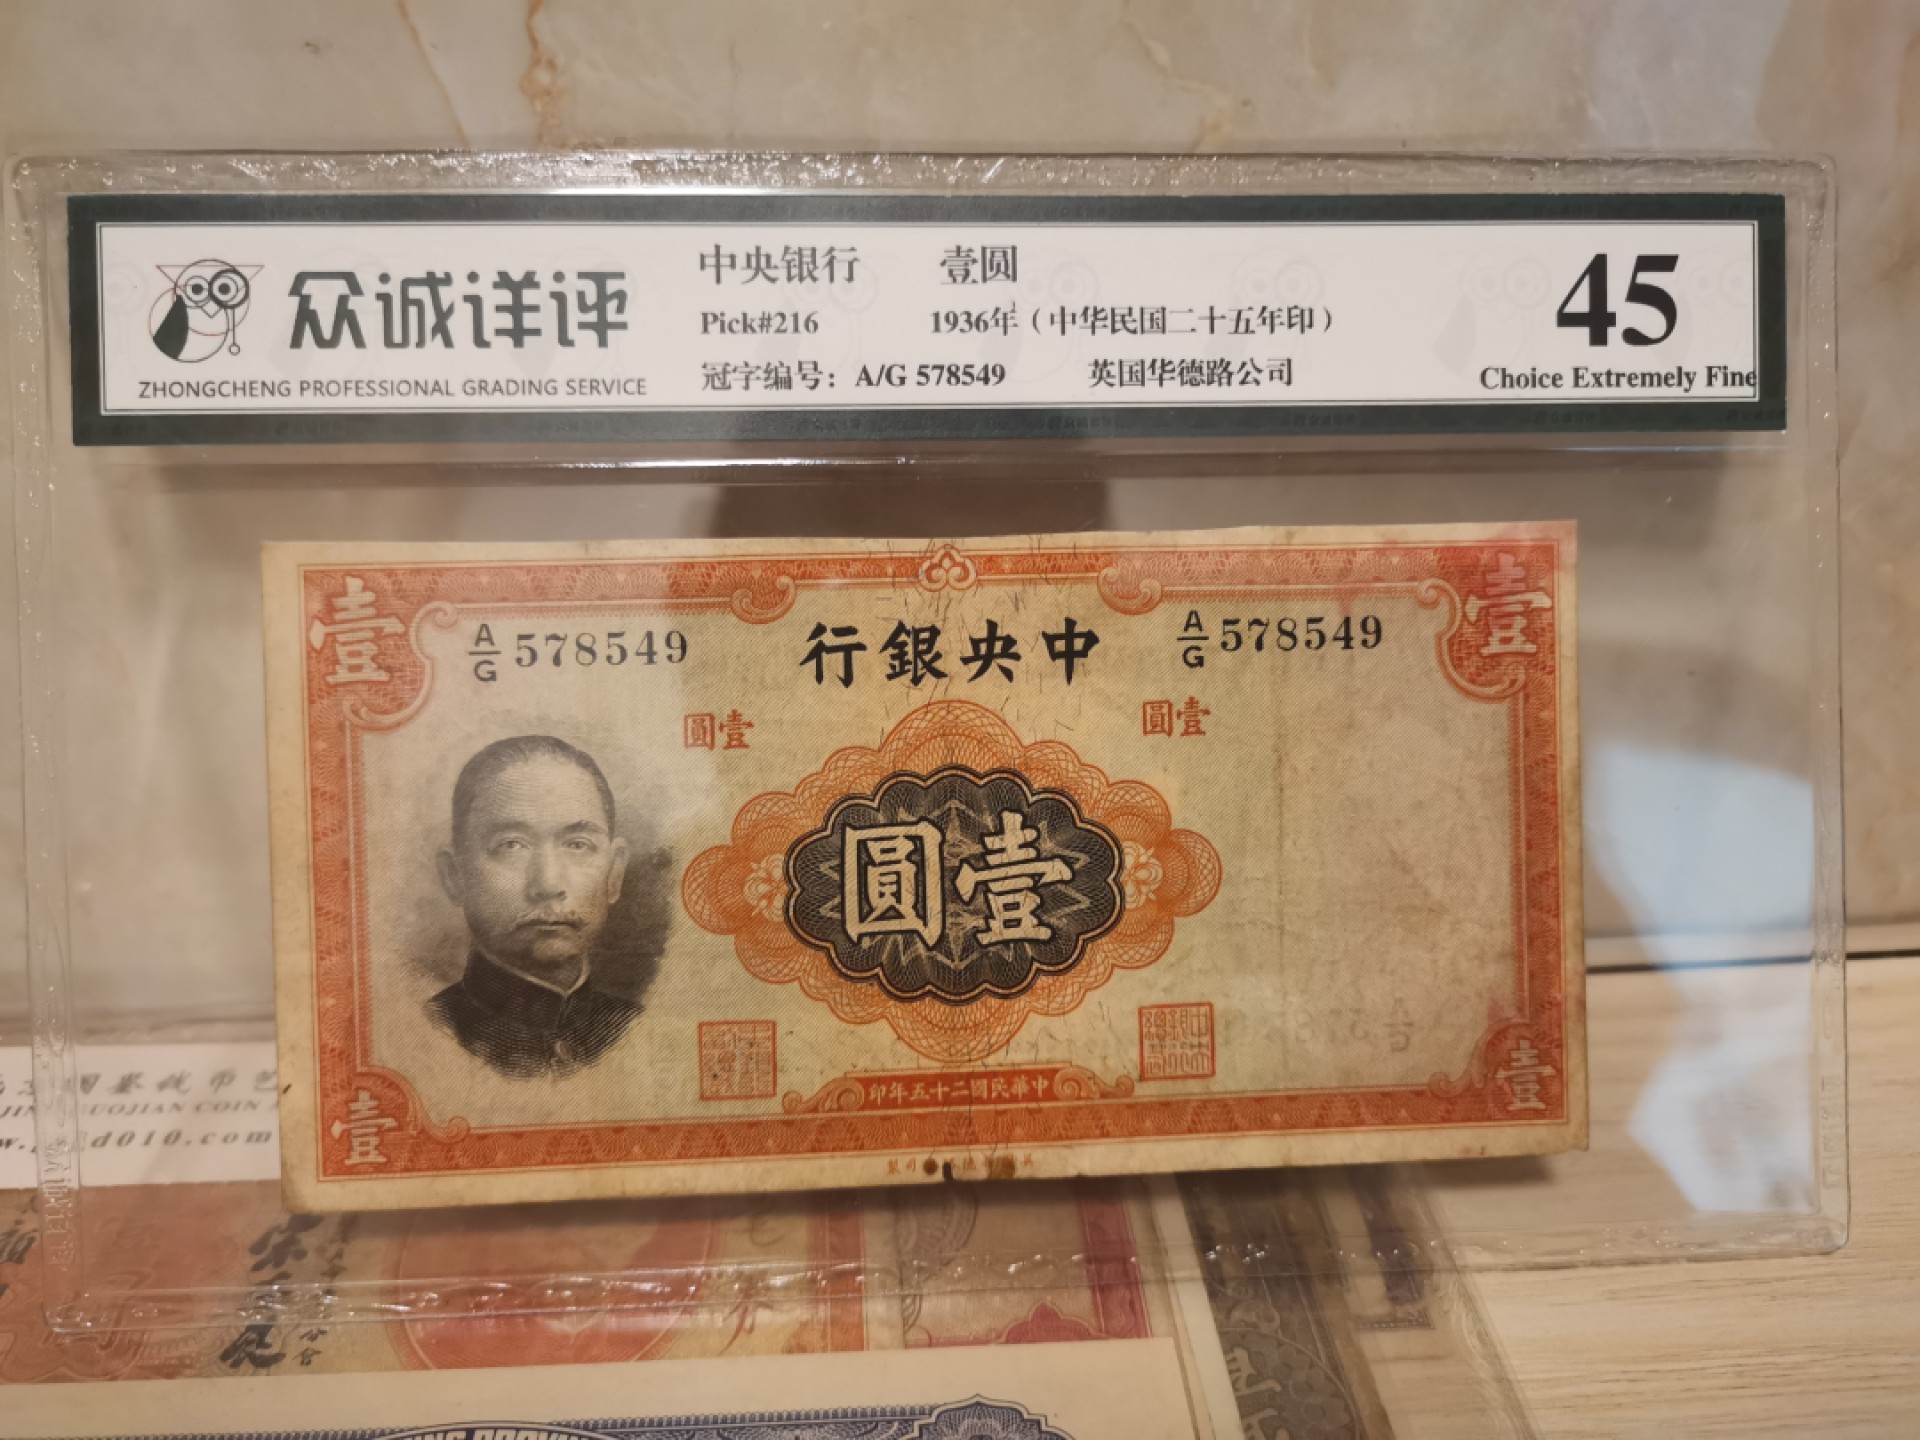 众诚详评
ZHONGCHENG PROFESSIONAL GRADING SERVICE
中央银行 壹圆
Pick#216 1936年（中华民国二十五年印）
冠字编号：A/G 578549 英国华德路公司
45
Choice Extremely Fine
壹
壹
A/G 578549
行銀央中
A/G 578549
圓壹
圓壹
圓壹
印年五十二國民華中
壹
壹
d010.com